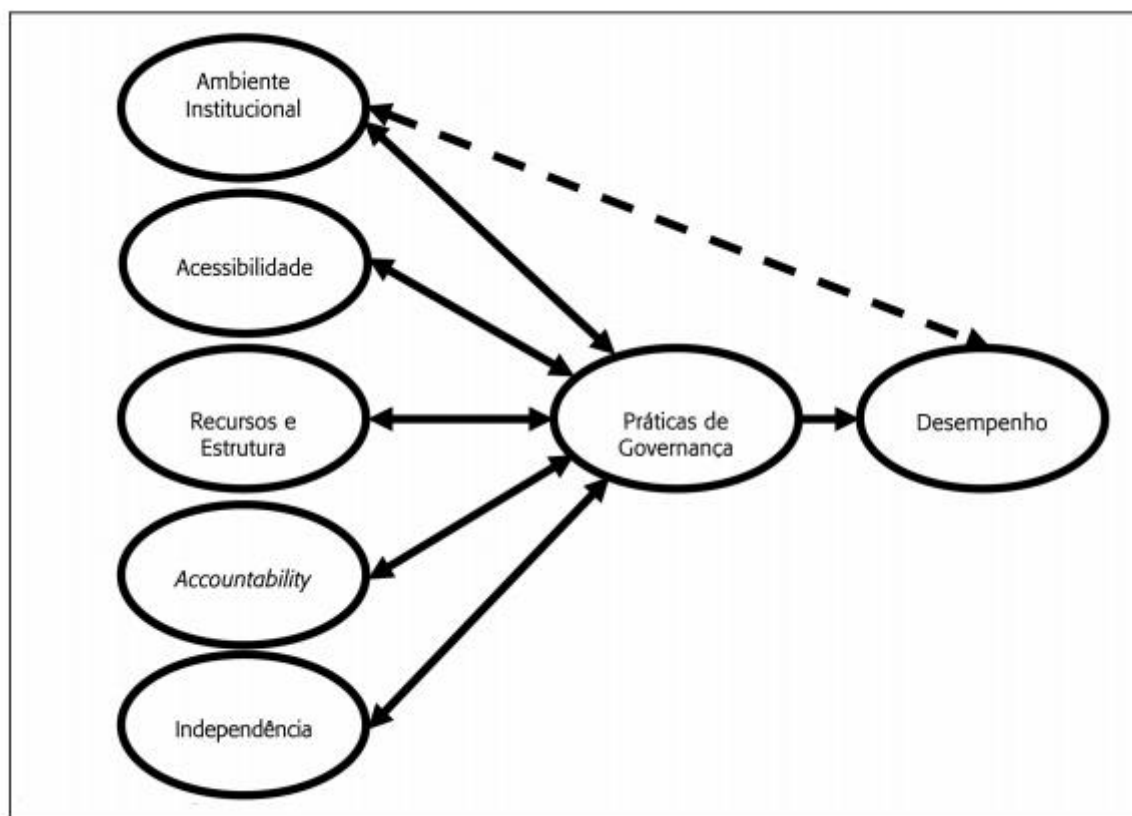 Ambiente
Institucional
Acessibilidade
Recursos e
Estrutura
Práticas de
Governança
Desempenho
Accountability
Independência